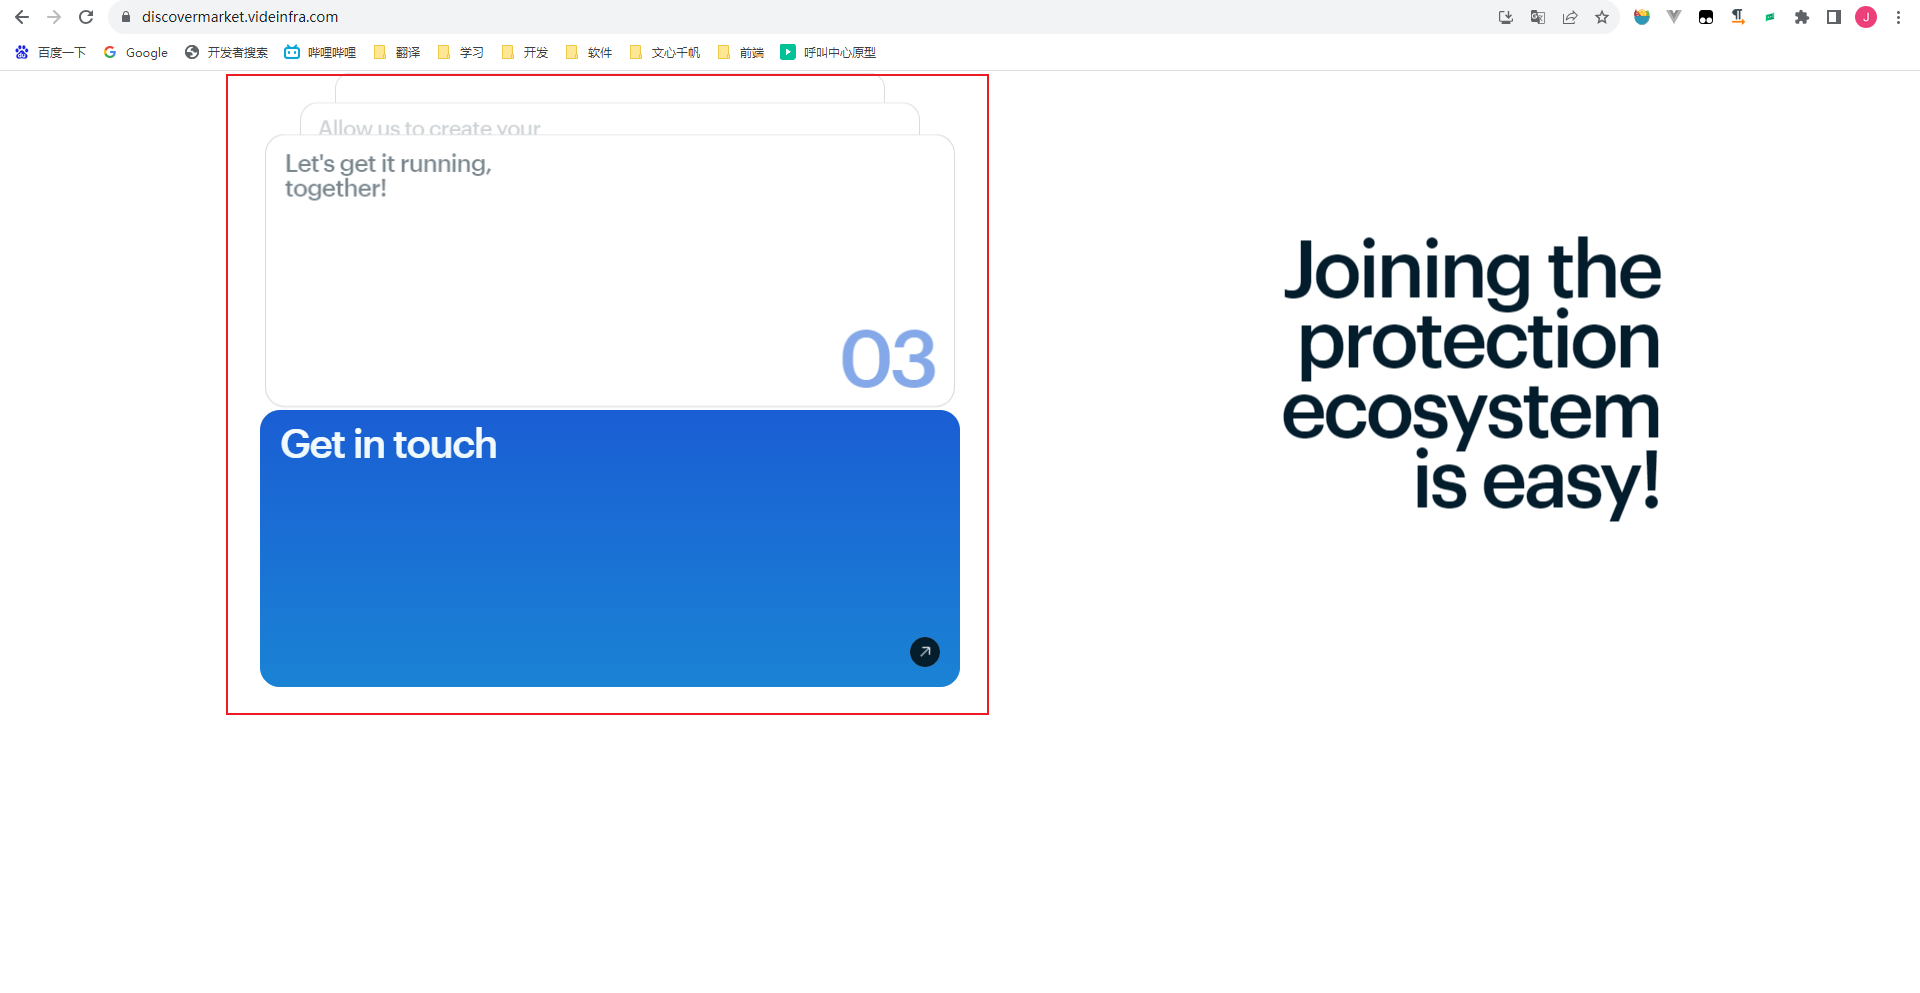 discovermarket.videinfra.com
J
百度一下
Google
开发者搜索
哔哩哔哩
翻译
学习
开发
软件
文心千帆
前端
呼叫中心原型
Allow us to create your
Let's get it running,
together!
03
Get in touch
Joining the
protection
ecosystem
is easy!